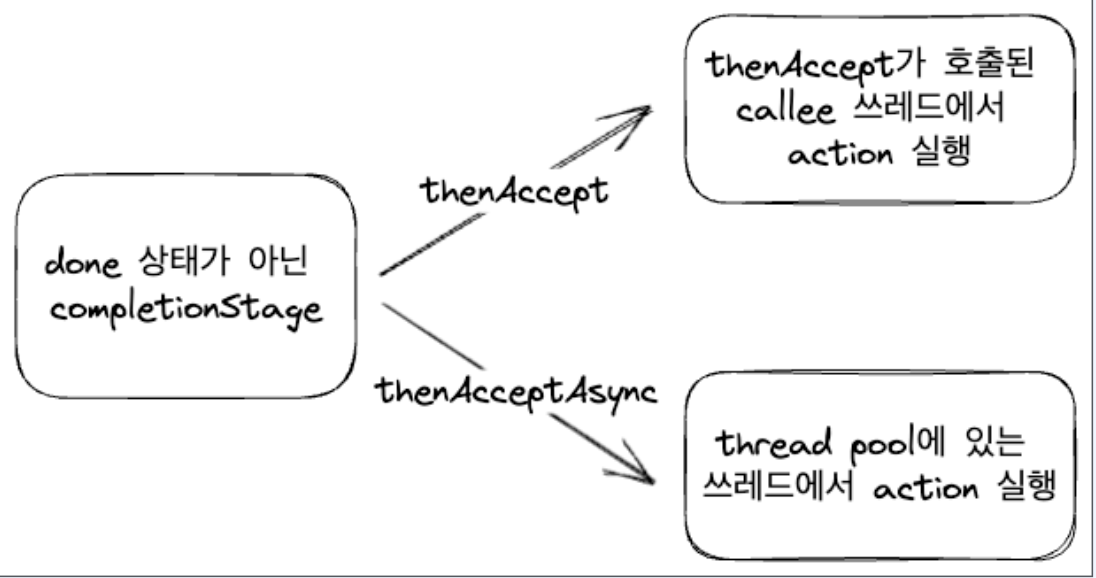 done 상태가 아닌
completionStage
thenAccept
thenAcceptAsync
thenAccept가 호출된
callee 쓰레드에서
action 실행
thread pool에 있는
쓰레드에서 action 실행